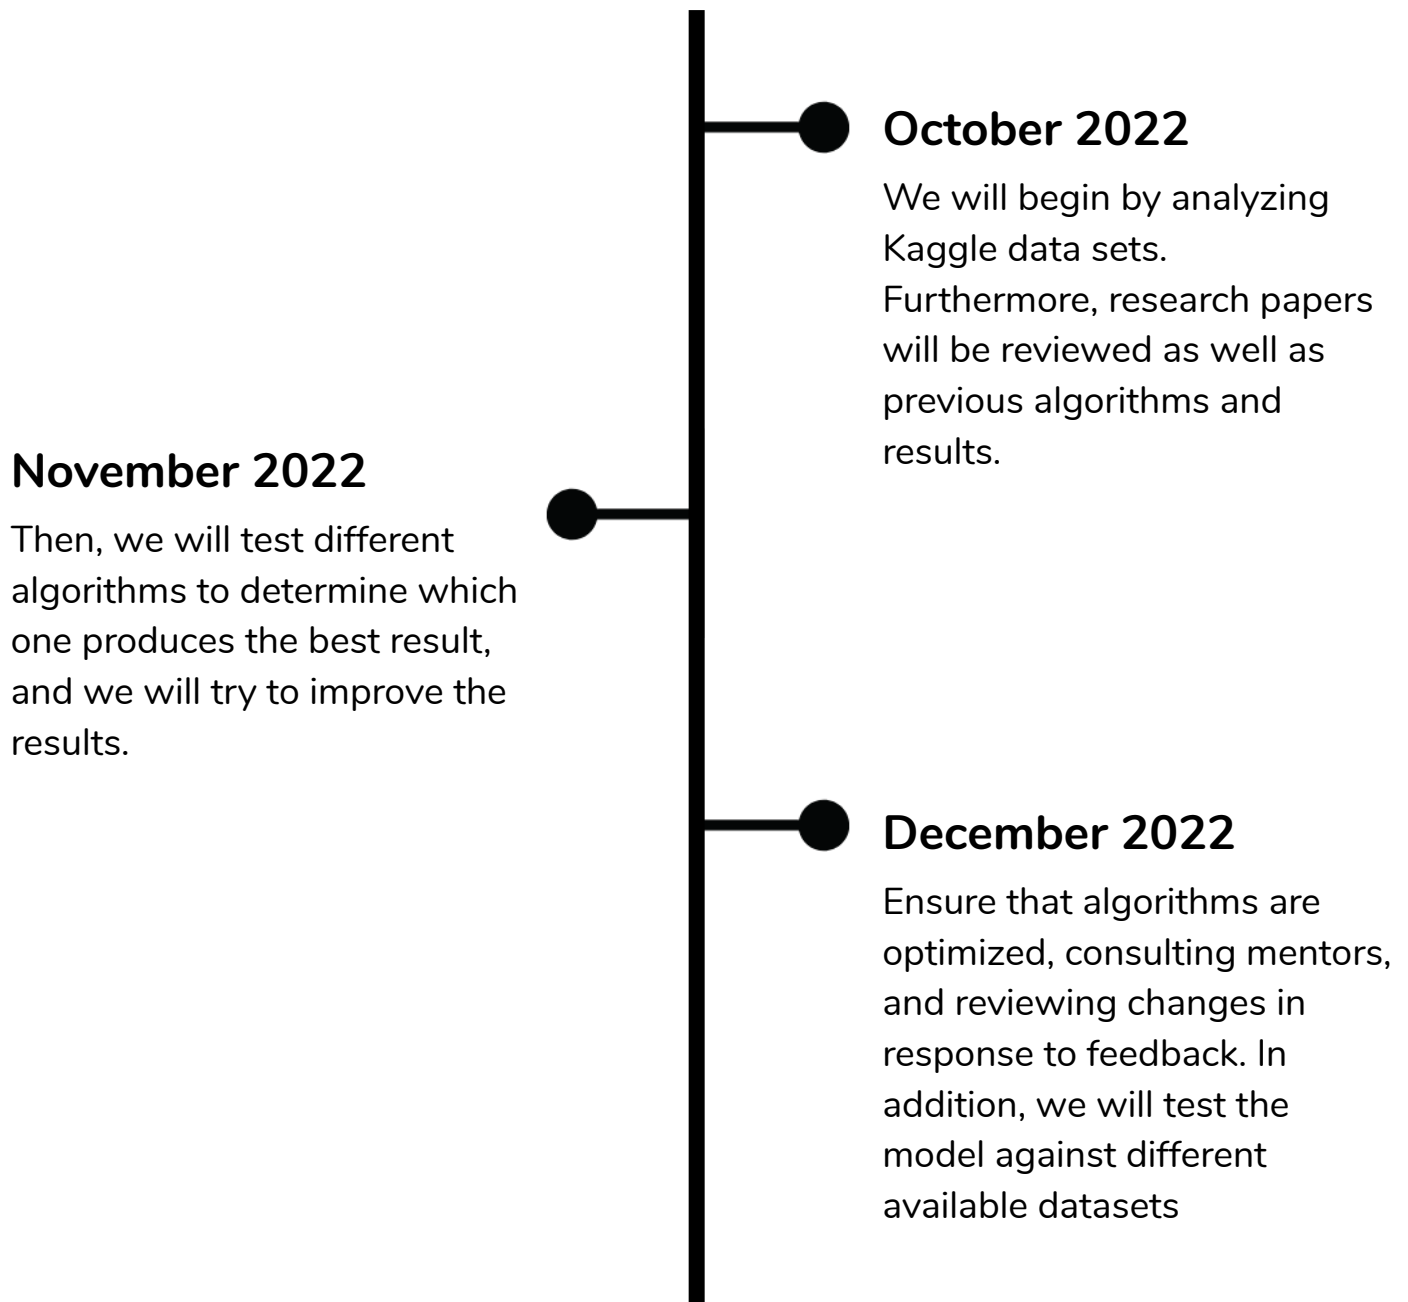 October 2022
We will begin by analyzing
Kaggle data sets.
Furthermore, research papers
will be reviewed as well as
previous algorithms and
results.
November 2022
Then, we will test different
algorithms to determine which
one produces the best result,
and we will try to improve the
results.
December 2022
Ensure that algorithms are
optimized, consulting mentors,
and reviewing changes in
response to feedback. In
addition, we will test the
model against different
available datasets